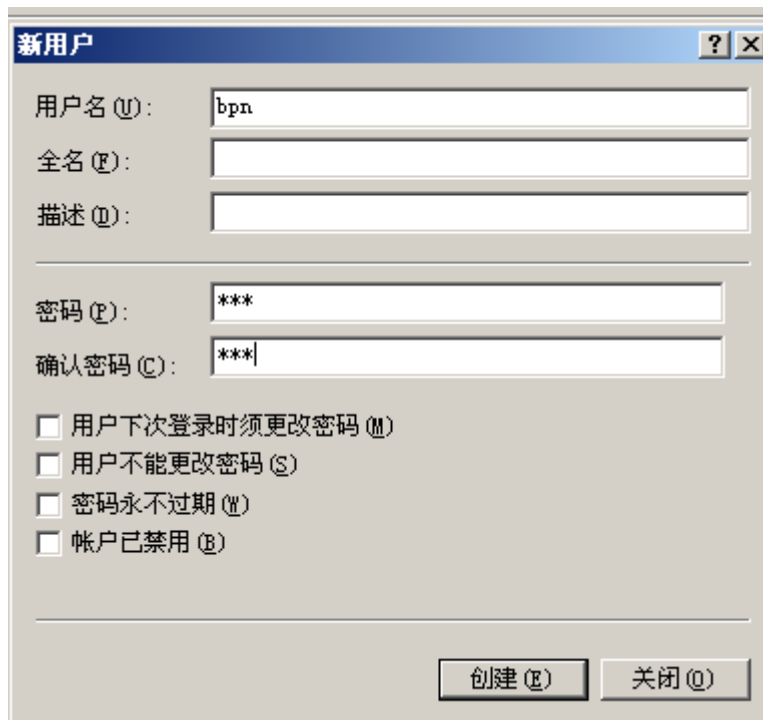 新用户
用户名(U): bpn
全名(F):
描述(D):
密码(P): ***
确认密码(C): ***
用户下次登录时须更改密码(M)
用户不能更改密码(S)
密码永不过期(W)
帐户已禁用(B)
创建(E) 关闭(O)